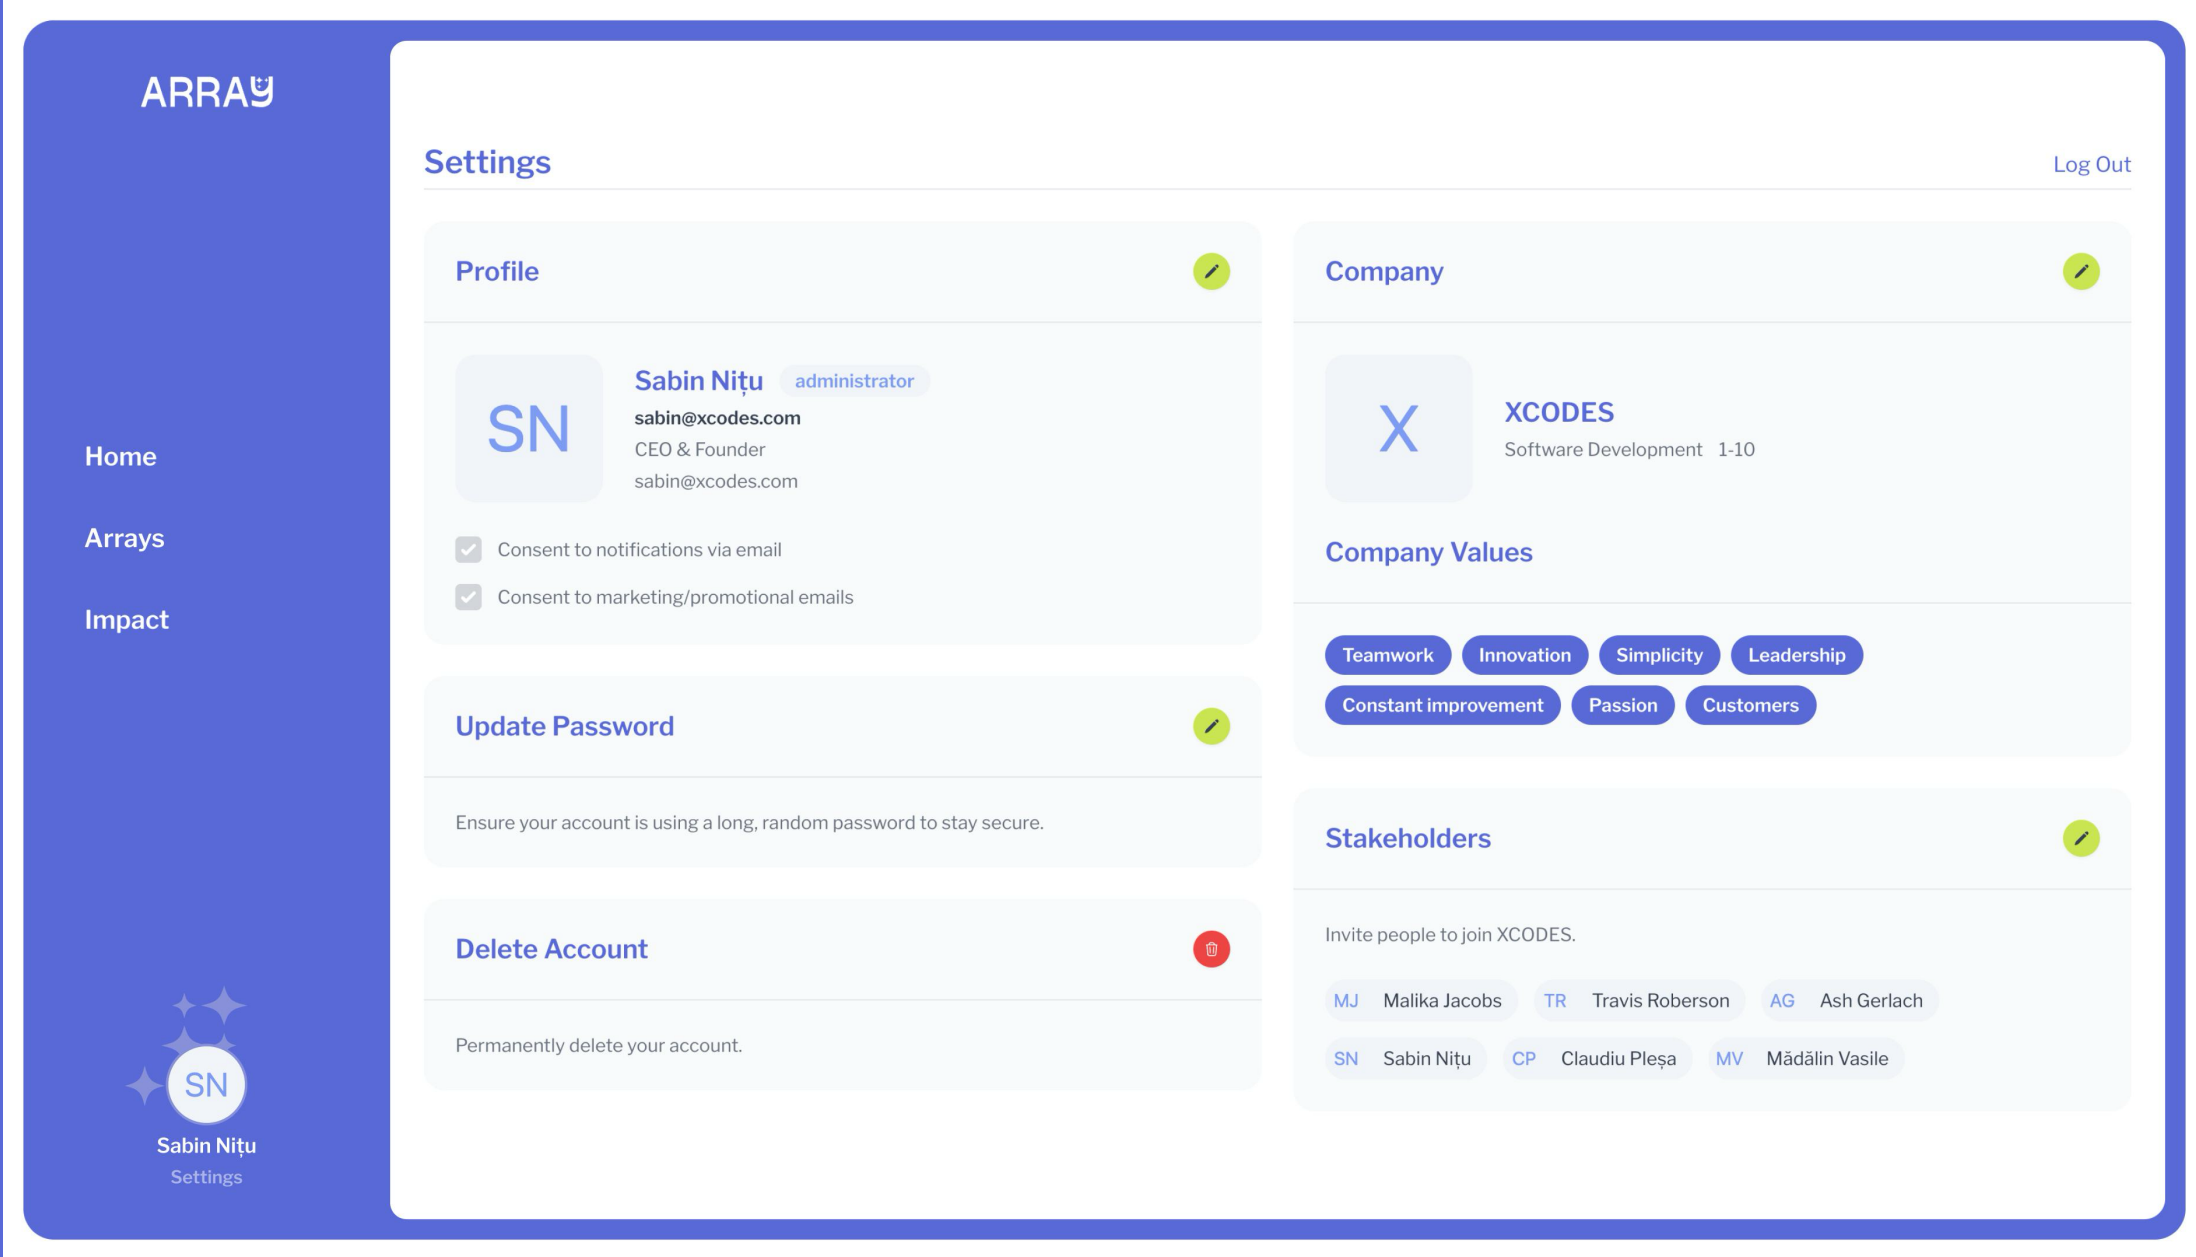 ARRAY
Home
Arrays
Impact
SN
Sabin Nițu
Settings
Settings
Log Out
Profile
SN
Sabin Nițu administrator
sabin@xcodes.com
CEO & Founder
sabin@xcodes.com
Consent to notifications via email
Consent to marketing/promotional emails
Update Password
Ensure your account is using a long, random password to stay secure.
Delete Account
Permanently delete your account.
Company
X
XCODES
Software Development 1-10
Company Values
Teamwork Innovation Simplicity Leadership
Constant improvement Passion Customers
Stakeholders
Invite people to join XCODES.
MJ Malika Jacobs TR Travis Roberson AG Ash Gerlach
SN Sabin Nițu CP Claudiu Pleșa MV Mădălin Vasile